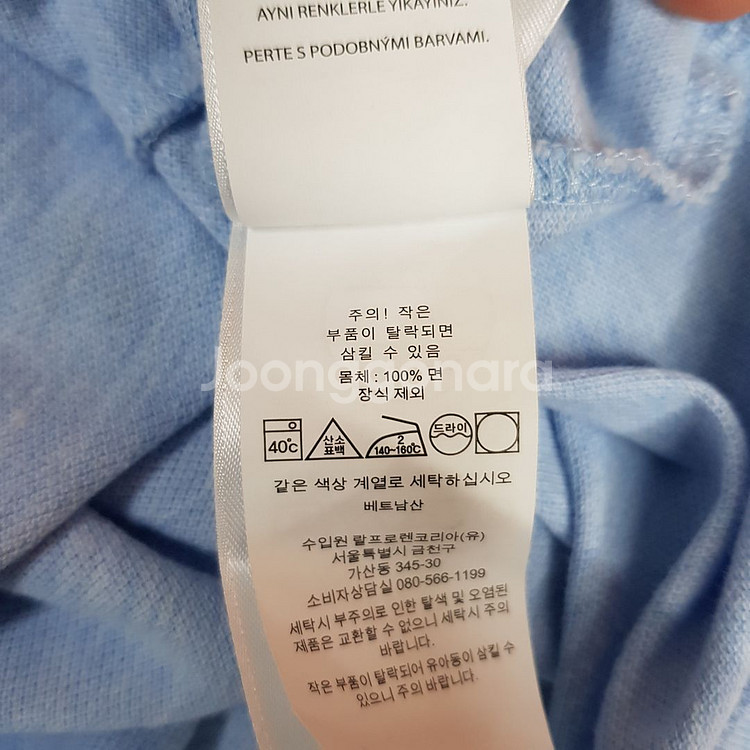 AYNI RENKLERLE YIKAYINIZ.
PERTE S PODOBNÝMI BARVAMI.
주의! 작은
부품이 탈락되면
삼킬 수 있음
몸체 : 100% 면
장식 제외
Joongonara
40℃
산소
표백
2
140~160℃
드라이
같은 색상 계열로 세탁하십시오
베트남산
수입원 랄프로렌코리아(유)
서울특별시 금천구
가산동 345-30
소비자상담실 080-566-1199
세탁시 부주의로 인한 탈색 및 오염된
제품은 교환할 수 없으니 세탁시 주의
바랍니다.
작은 부품이 탈락되어 유아동이 삼킬 수
있으니 주의 바랍니다.